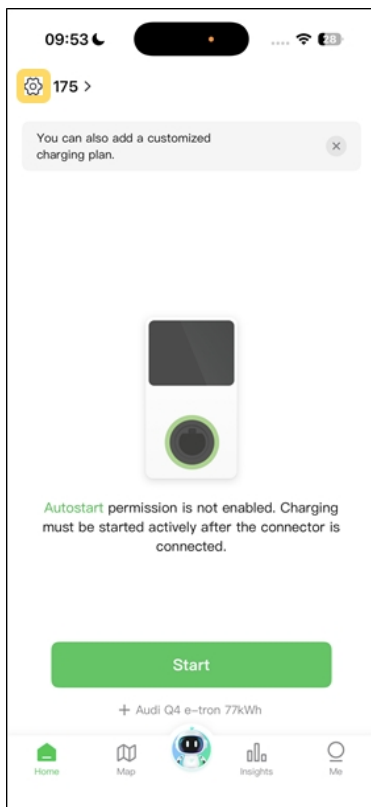 09:53
28
175 >
You can also add a customized
charging plan.
Autostart permission is not enabled. Charging
must be started actively after the connector is
connected.
Start
+ Audi Q4 e-tron 77kWh
Home
Map
Insights
Me